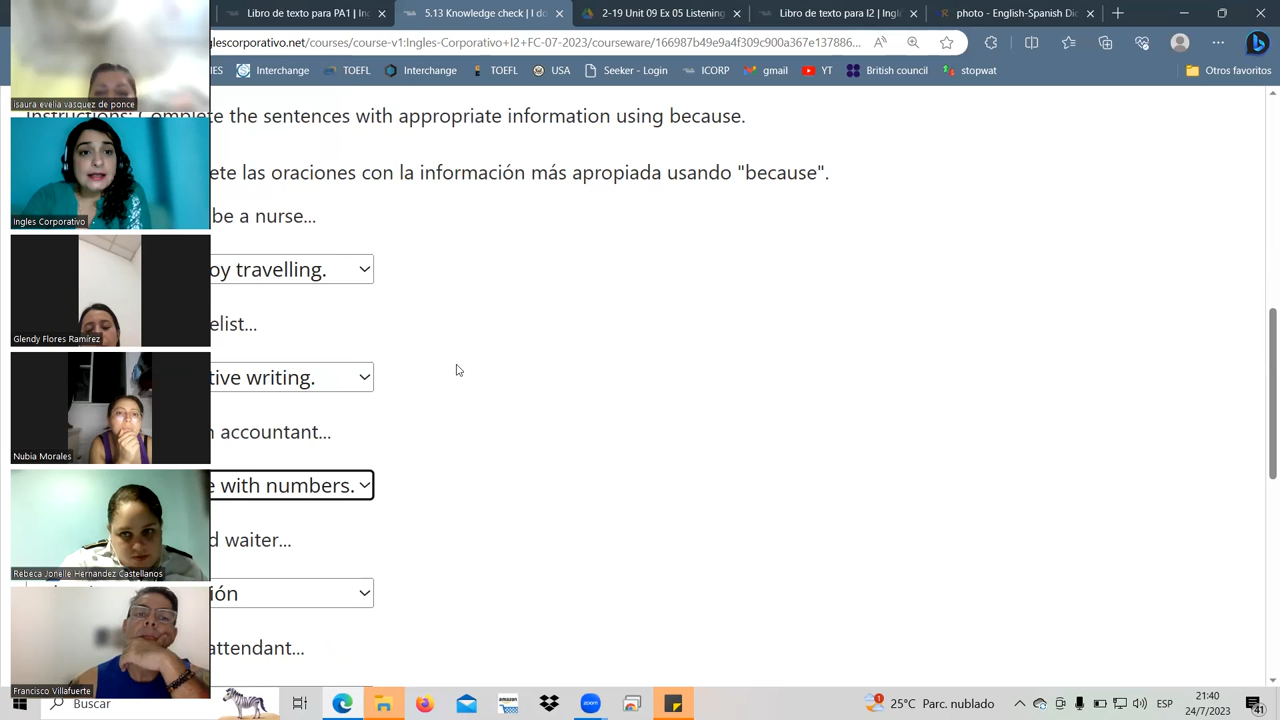 Libro de texto para PA1 | In
5.13 Knowledge check | I do
2-19 Unit 09 Ex 05 Listening
Libro de texto para I2 | Ingl
photo - English-Spanish Dic
glescorporativo.net/courses/course-v1:Ingles-Corporativo+I2+FC-07-2023/courseware/166987b49e9a4f309c900a367e137886...
IES
Interchange
TOEFL
Interchange
TOEFL
USA
Seeker - Login
ICORP
gmail
YT
British council
stopwat
Otros favoritos
isaura evelia vasquez de ponce
Instructions: Complete the sentences with appropriate information using because.
ete las oraciones con la información más apropiada usando "because".
be a nurse...
Ingles Corporativo
oy travelling.
elist...
Glendy Flores Ramírez
tive writing.
accountant...
Nubia Morales
e with numbers.
d waiter...
Rebeca Jonelle Hernandez Castellanos
ión
attendant...
Francisco Villafuerte
Buscar
25°C Parc. nublado
ESP
21:40
24/7/2023
41
1